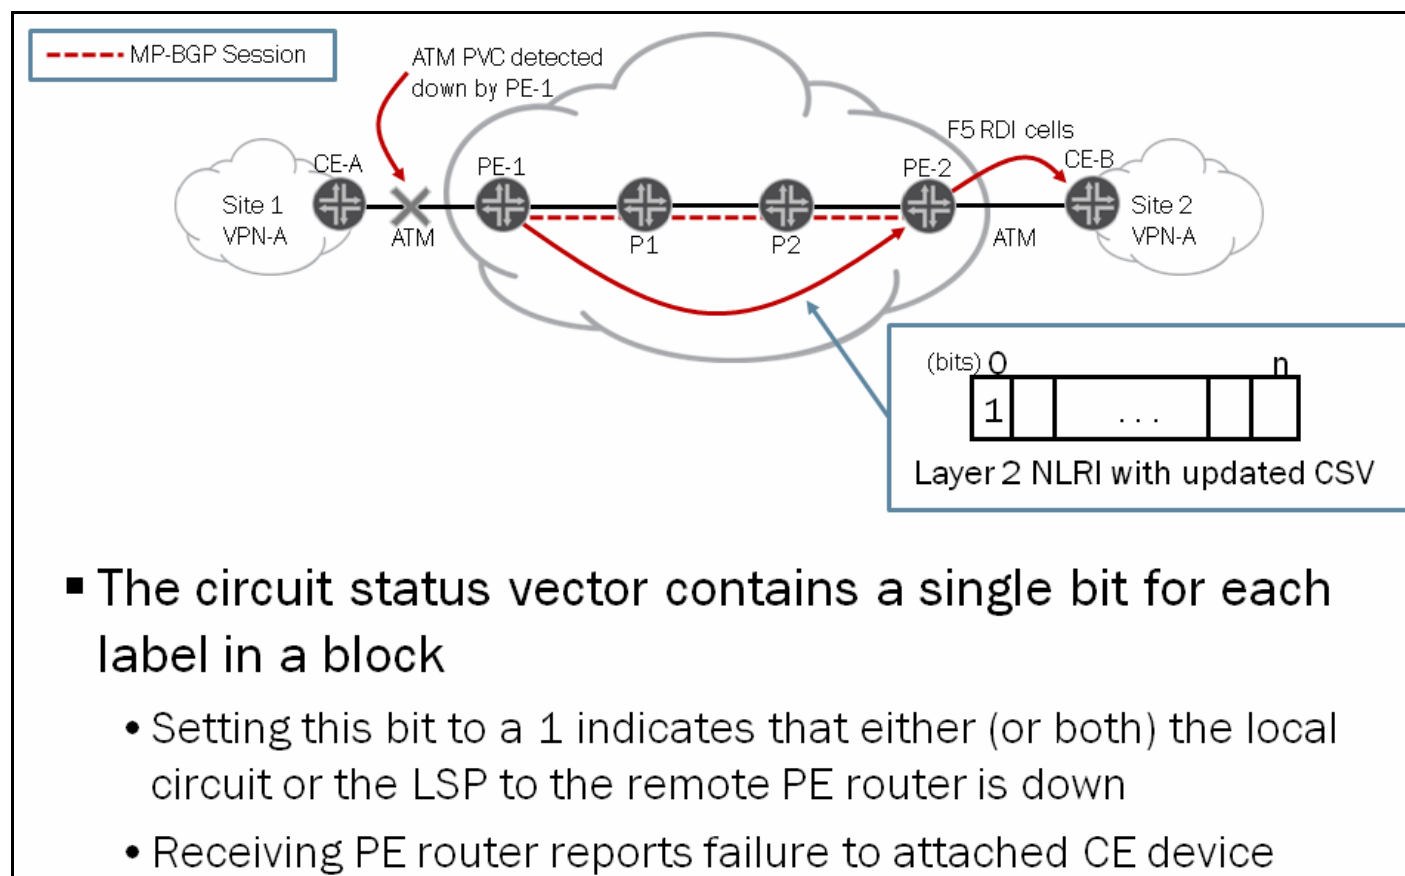 MP-BGP Session
ATM PVC detected
down by PE-1
F5 RDI cells
CE-A
PE-1
PE-2
CE-B
Site 1
VPN-A
ATM
P1
P2
ATM
Site 2
VPN-A
(bits) 0 n
1 ...
Layer 2 NLRI with updated CSV
▪ The circuit status vector contains a single bit for each
label in a block
• Setting this bit to a 1 indicates that either (or both) the local
circuit or the LSP to the remote PE router is down
• Receiving PE router reports failure to attached CE device